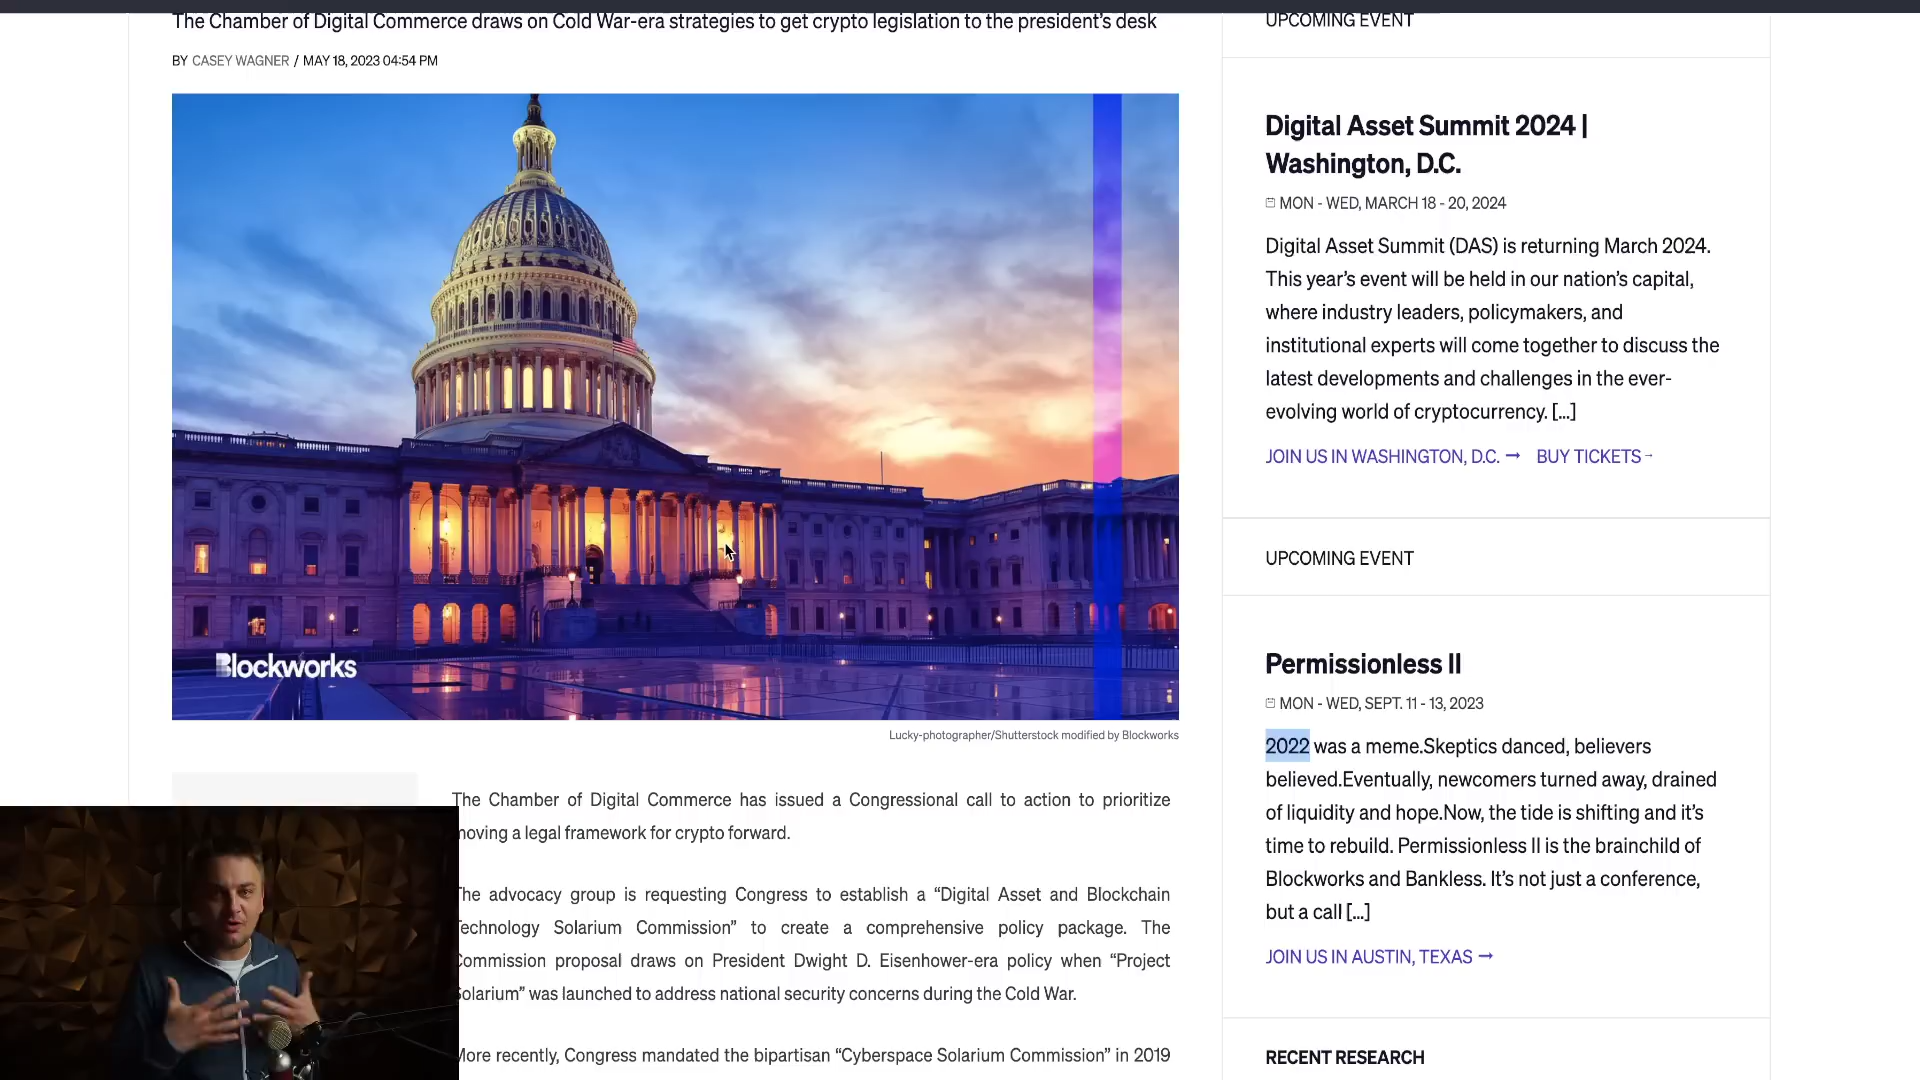 The Chamber of Digital Commerce draws on Cold War-era strategies to get crypto legislation to the president's desk
BY CASEY WAGNER / MAY 18, 2023 04:54 PM
Blockworks
Lucky-photographer/Shutterstock modified by Blockworks
The Chamber of Digital Commerce has issued a Congressional call to action to prioritize
moving a legal framework for crypto forward.
The advocacy group is requesting Congress to establish a “Digital Asset and Blockchain
Technology Solarium Commission” to create a comprehensive policy package. The
Commission proposal draws on President Dwight D. Eisenhower-era policy when “Project
Solarium” was launched to address national security concerns during the Cold War.
More recently, Congress mandated the bipartisan “Cyberspace Solarium Commission” in 2019
UPCOMING EVENT
Digital Asset Summit 2024 |
Washington, D.C.
MON - WED, MARCH 18 - 20, 2024
Digital Asset Summit (DAS) is returning March 2024.
This year’s event will be held in our nation’s capital,
where industry leaders, policymakers, and
institutional experts will come together to discuss the
latest developments and challenges in the ever-
evolving world of cryptocurrency. [...]
JOIN US IN WASHINGTON, D.C. → BUY TICKETS→
UPCOMING EVENT
Permissionless II
MON - WED, SEPT. 11 - 13, 2023
2022 was a meme.Skeptics danced, believers
believed.Eventually, newcomers turned away, drained
of liquidity and hope.Now, the tide is shifting and it’s
time to rebuild. Permissionless II is the brainchild of
Blockworks and Bankless. It’s not just a conference,
but a call [...]
JOIN US IN AUSTIN, TEXAS →
RECENT RESEARCH